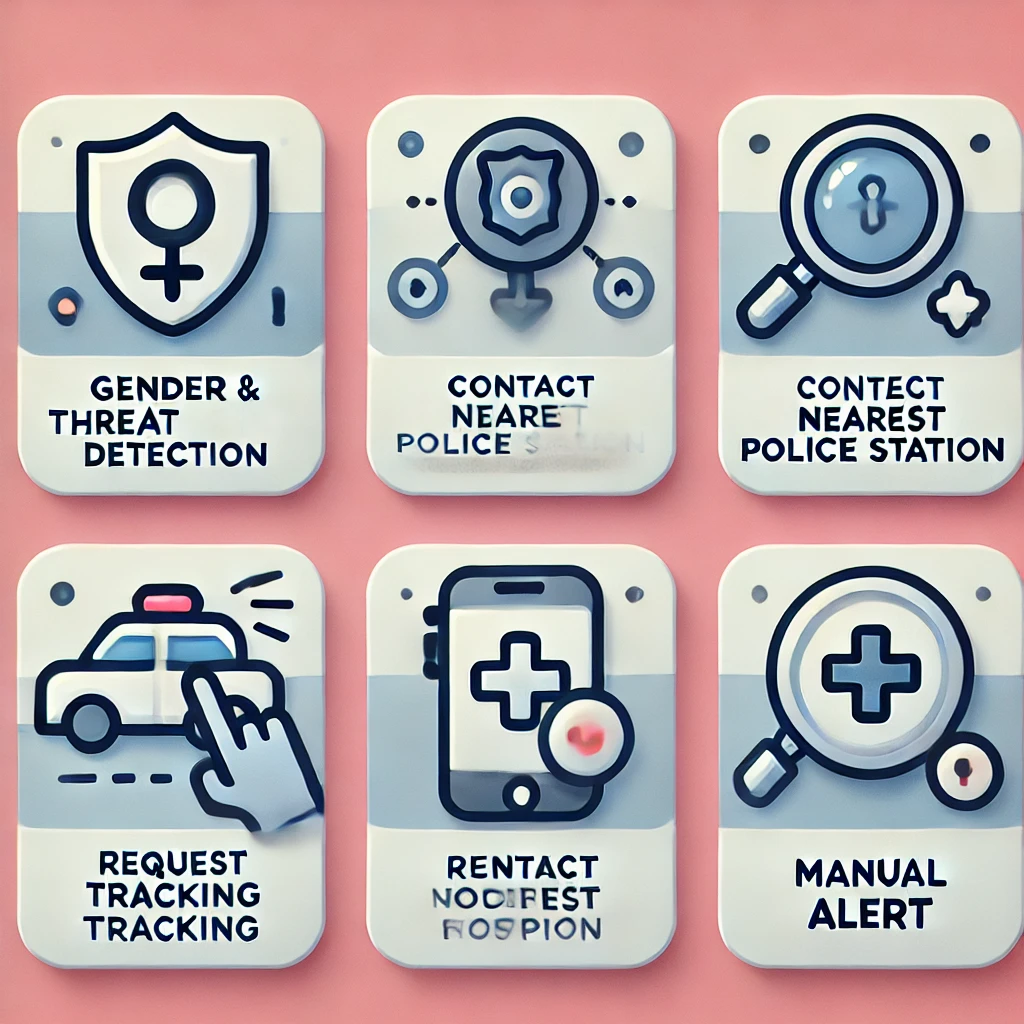 GENDER &
THREAT
DETECTION
CONTACT
NEARE T
POLICE
CONTECT
NEAREST
POLICE STATION
REQUEST
TRACKING
TRACKING
RENTACT
MANUAL
ALERT